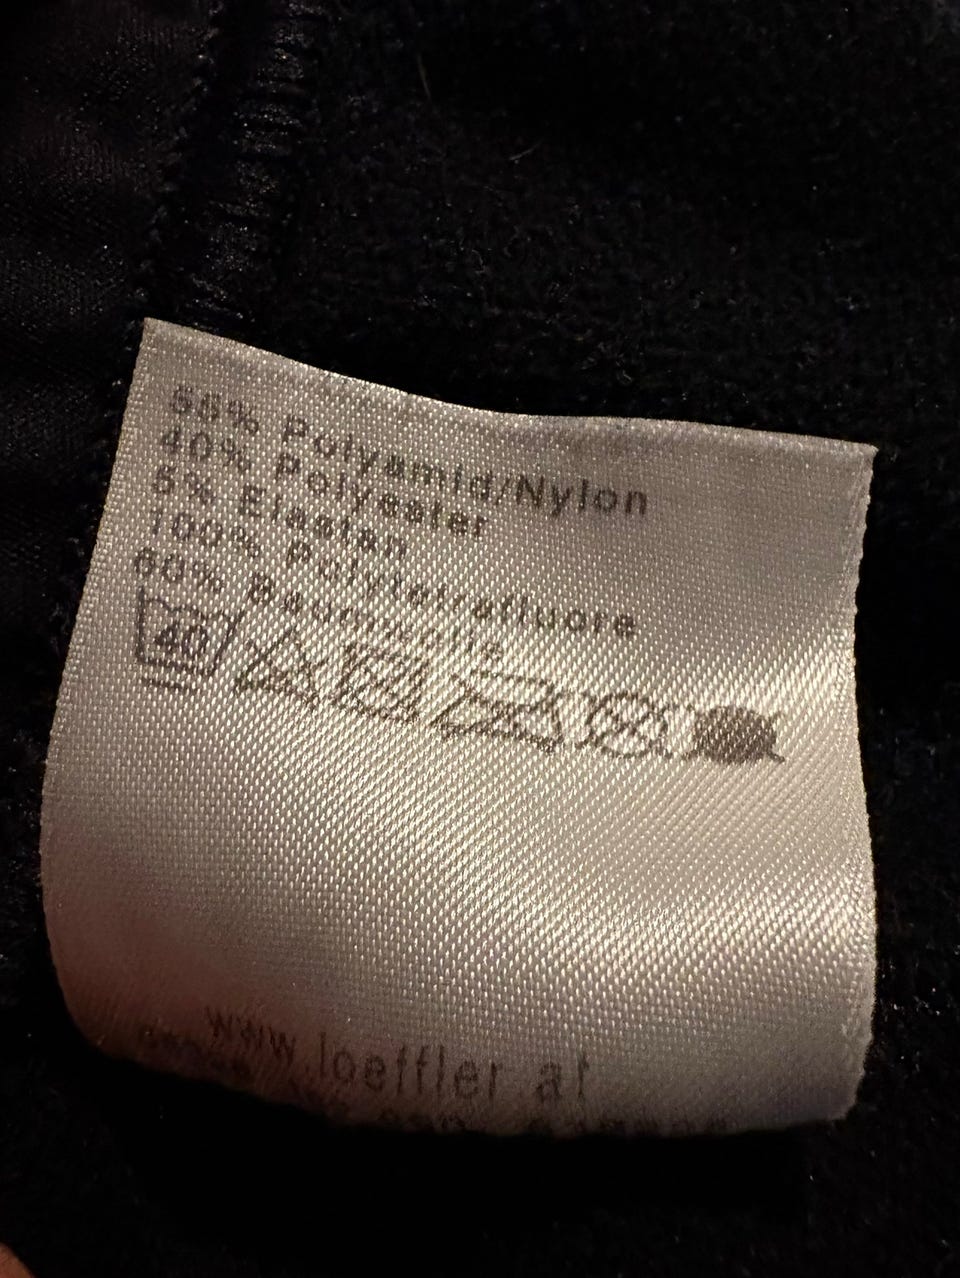 55% Polyamid/Nylon
40% Polyester
5% Elastan
100% Polytetrafluore
60% Baumwolle
40
www.loeffler.at